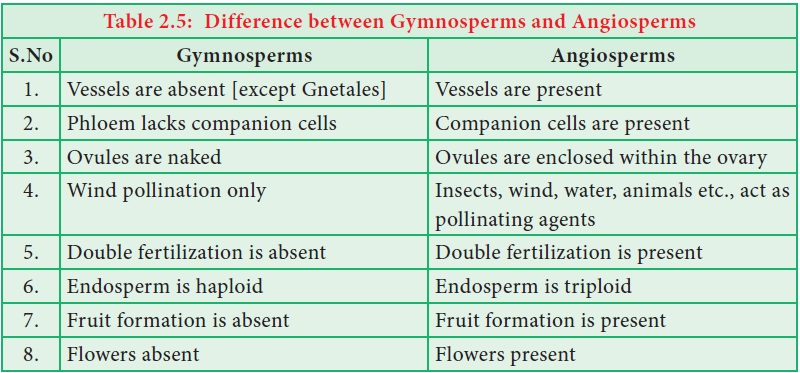 Table 2.5: Difference between Gymnosperms and Angiosperms
S.No Gymnosperms Angiosperms
1. Vessels are absent [except Gnetales] Vessels are present
2. Phloem lacks companion cells Companion cells are present
3. Ovules are naked Ovules are enclosed within the ovary
4. Wind pollination only Insects, wind, water, animals etc., act as
pollinating agents
5. Double fertilization is absent Double fertilization is present
6. Endosperm is haploid Endosperm is triploid
7. Fruit formation is absent Fruit formation is present
8. Flowers absent Flowers present